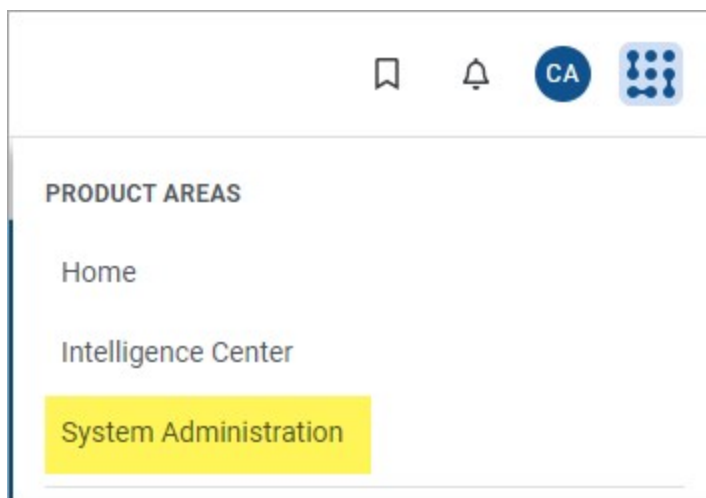 CA
PRODUCT AREAS
Home
Intelligence Center
System Administration